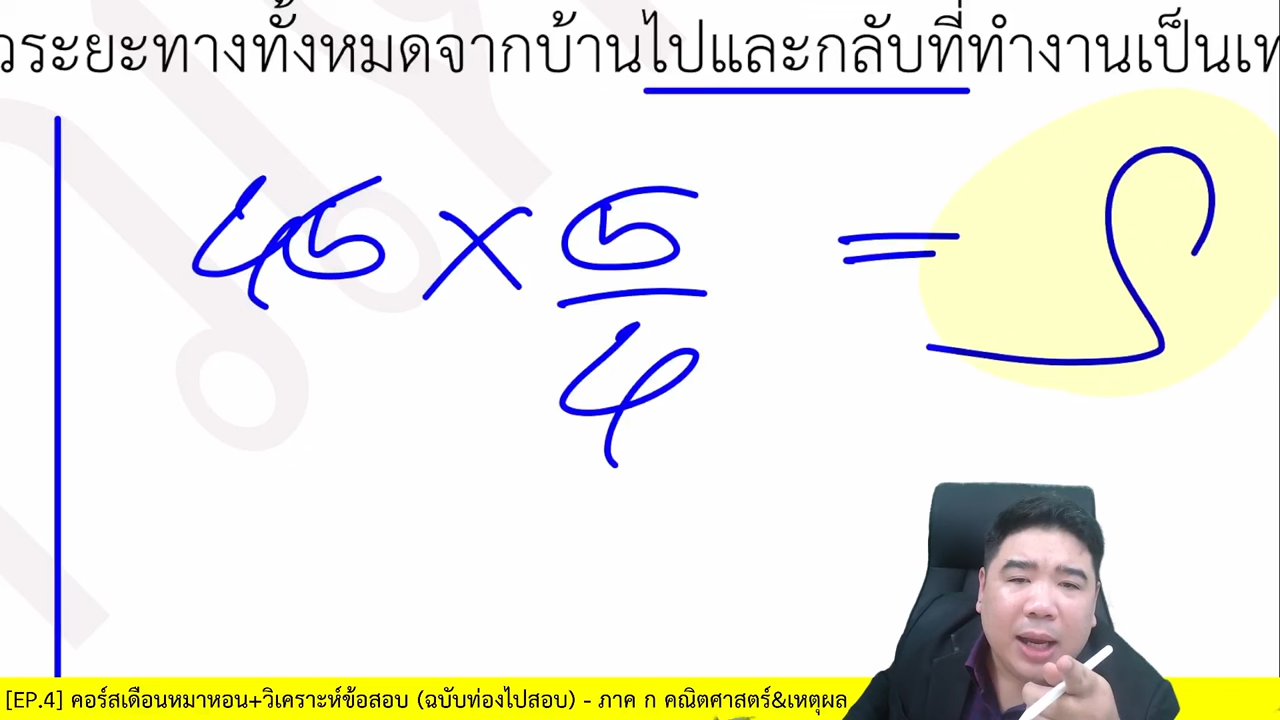 ระยะทางทั้งหมดจากบ้านไปและกลับที่ทำงานเป็นเท
45 × 5/4 = S
[EP.4] คอร์สเดือนหมาหอน+วิเคราะห์ข้อสอบ (ฉบับท่องไปสอบ) - ภาค ก คณิตศาสตร์&เหตุผล